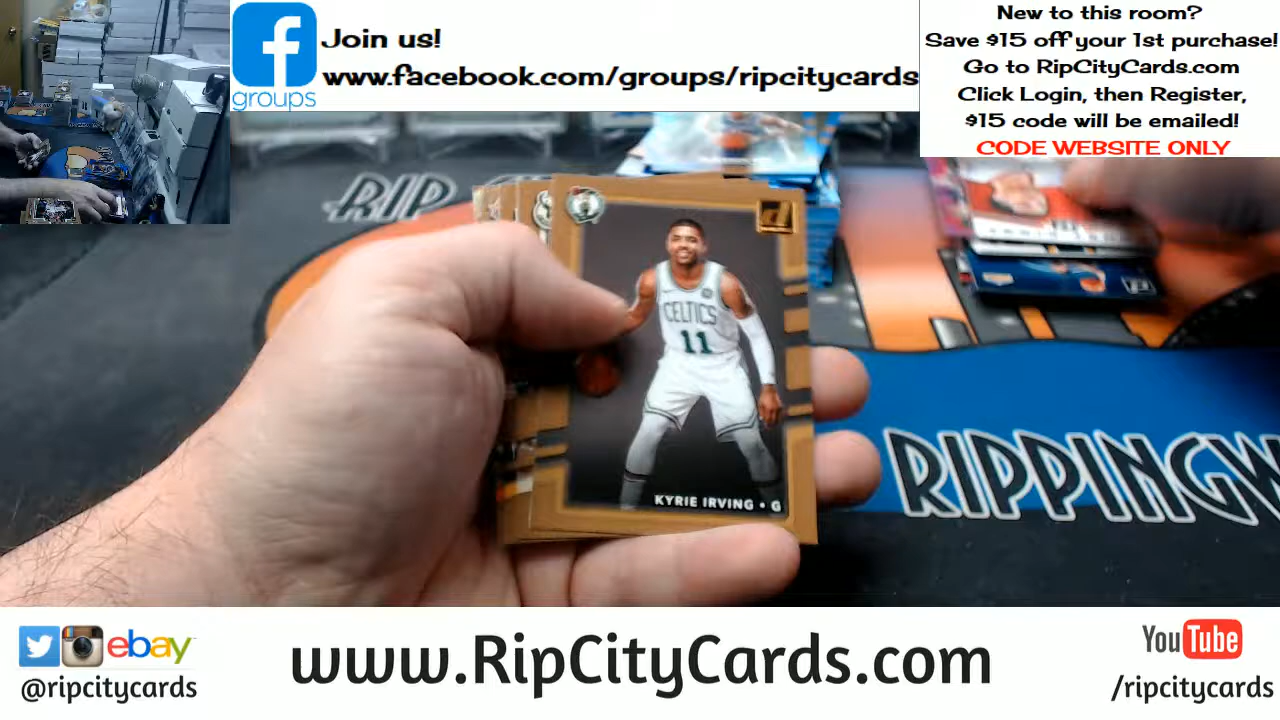 f
groups
Join us!
www.facebook.com/groups/ripcitycards
New to this room?
Save $15 off your 1st purchase!
Go to RipCityCards.com
Click Login, then Register,
$15 code will be emailed!
CODE WEBSITE ONLY
RIP
CELTICS
11
KYRIE IRVING • G
RIPPINGW
ebay
@ripcitycards
www.RipCityCards.com
YouTube
/ripcitycards